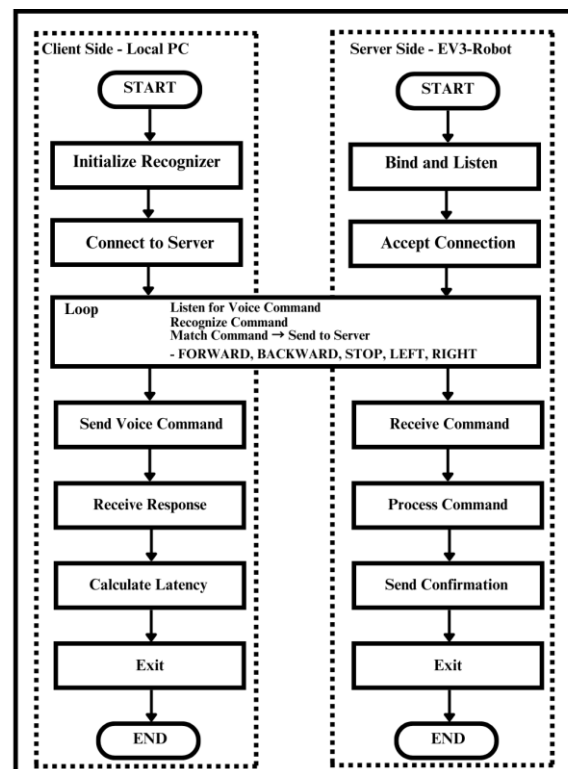 Client Side - Local PC
START
Initialize Recognizer
Connect to Server
Server Side - EV3-Robot
START
Bind and Listen
Accept Connection
Loop
Listen for Voice Command
Recognize Command
Match Command → Send to Server
- FORWARD, BACKWARD, STOP, LEFT, RIGHT
Send Voice Command
Receive Response
Calculate Latency
Exit
END
Receive Command
Process Command
Send Confirmation
Exit
END